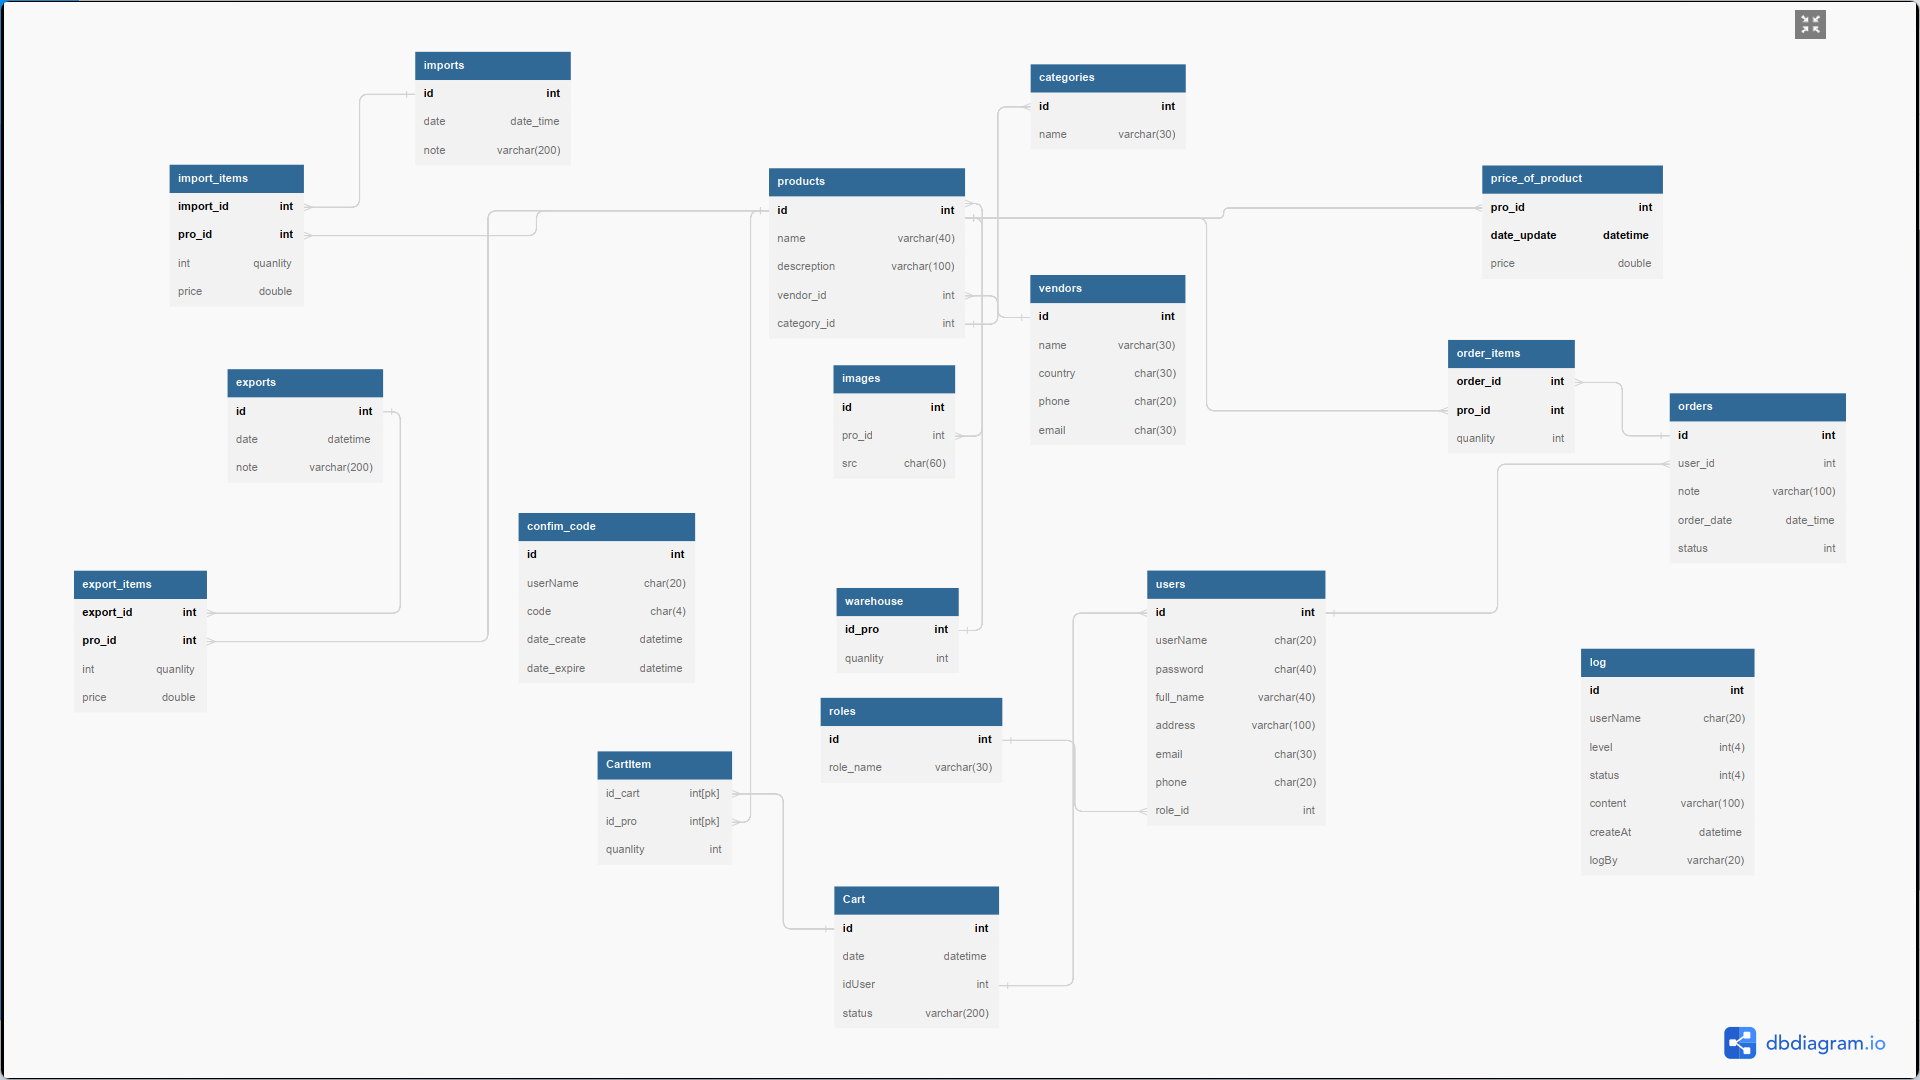 imports
id int
date date_time
note varchar(200)
categories
id int
name varchar(30)
import_items
import_id int
pro_id int
int quanlity
price double
products
id int
name varchar(40)
descreption varchar(100)
vendor_id int
category_id int
price_of_product
pro_id int
date_update datetime
price double
vendors
id int
name varchar(30)
country char(30)
phone char(20)
email char(30)
order_items
order_id int
pro_id int
quanlity int
exports
id int
date datetime
note varchar(200)
images
id int
pro_id int
src char(60)
orders
id int
user_id int
note varchar(100)
order_date date_time
status int
confim_code
id int
userName char(20)
code char(4)
date_create datetime
date_expire datetime
export_items
export_id int
pro_id int
int quanlity
price double
warehouse
id_pro int
quanlity int
users
id int
userName char(20)
password char(40)
full_name varchar(40)
address varchar(100)
email char(30)
phone char(20)
role_id int
log
id int
userName char(20)
level int(4)
status int(4)
content varchar(100)
createAt datetime
logBy varchar(20)
roles
id int
role_name varchar(30)
CartItem
id_cart int[pk]
id_pro int[pk]
quanlity int
Cart
id int
date datetime
idUser int
status varchar(200)
dbdiagram.io